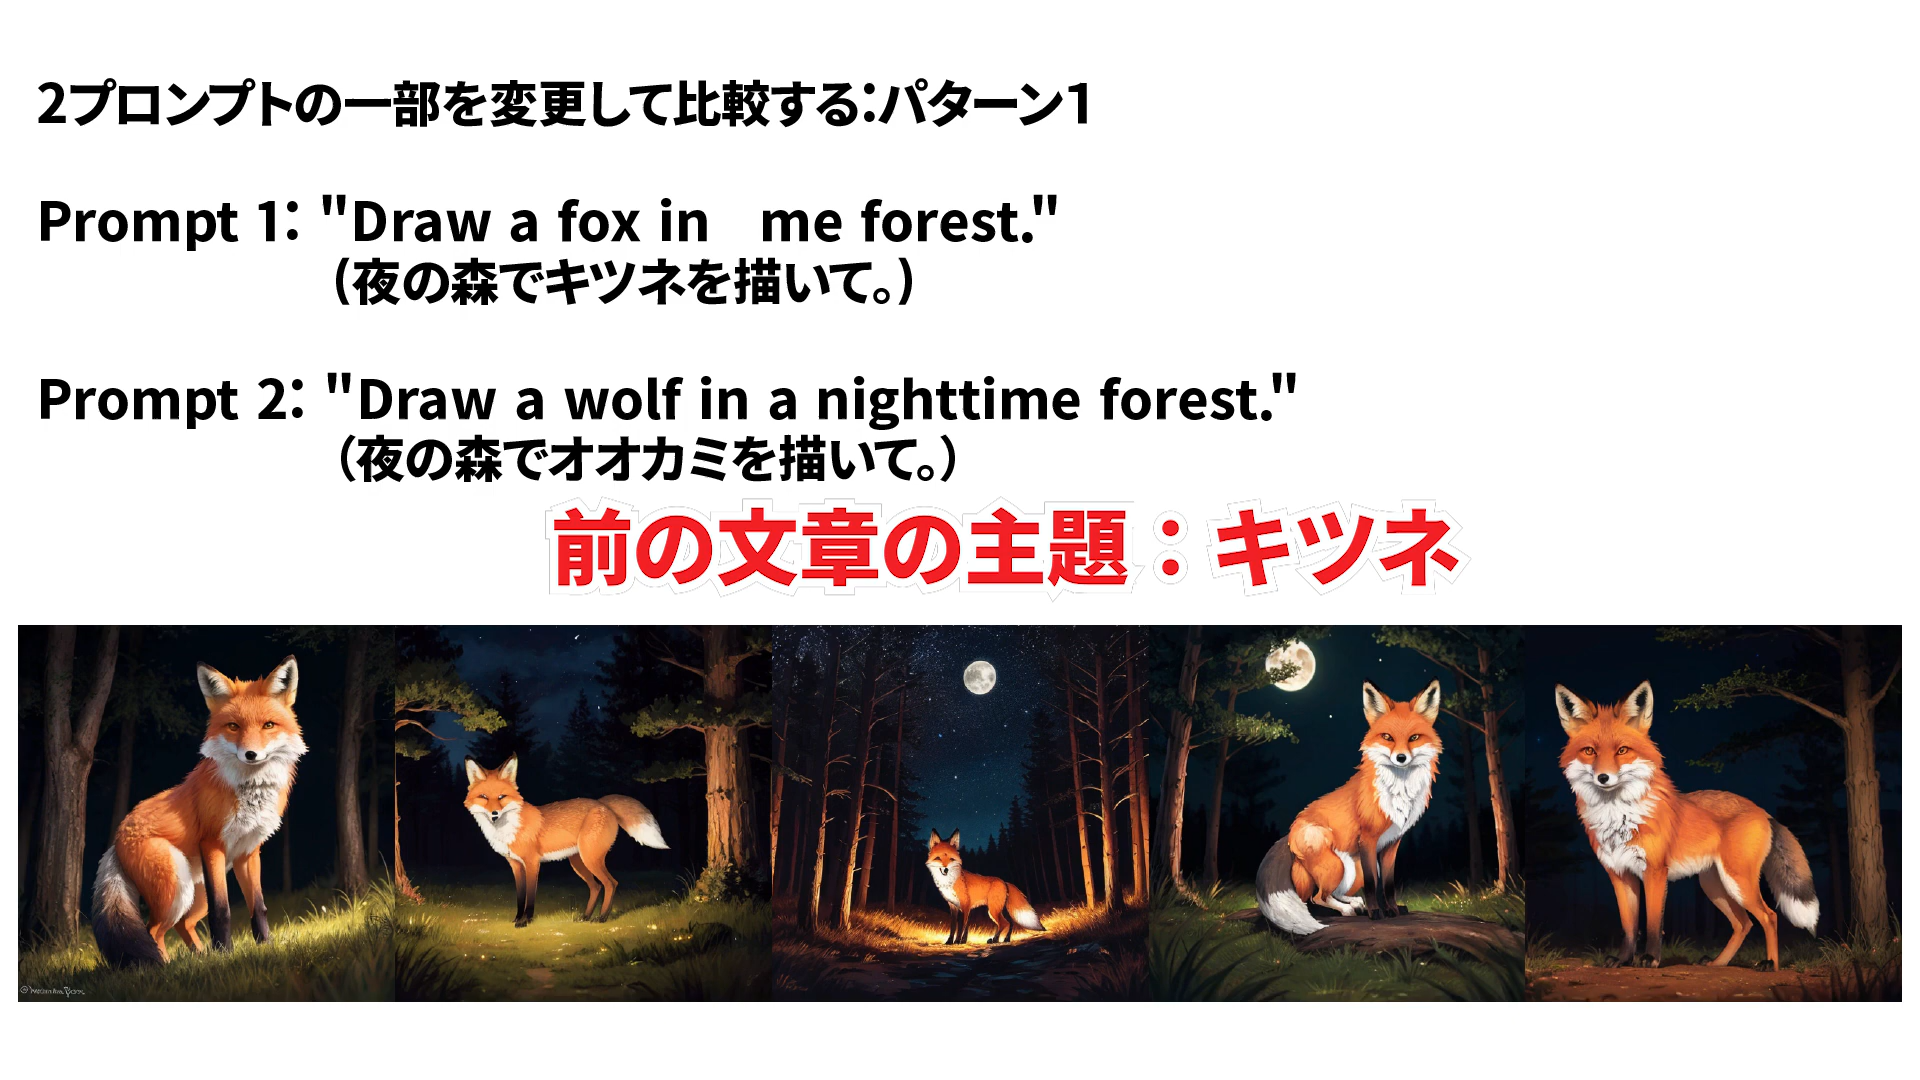 2プロンプトの一部を変更して比較する：パターン1
Prompt 1: "Draw a fox in me forest."
（夜の森でキツネを描いて。）
Prompt 2: "Draw a wolf in a nighttime forest."
（夜の森でオオカミを描いて。）
前の文章の主題：キツネ